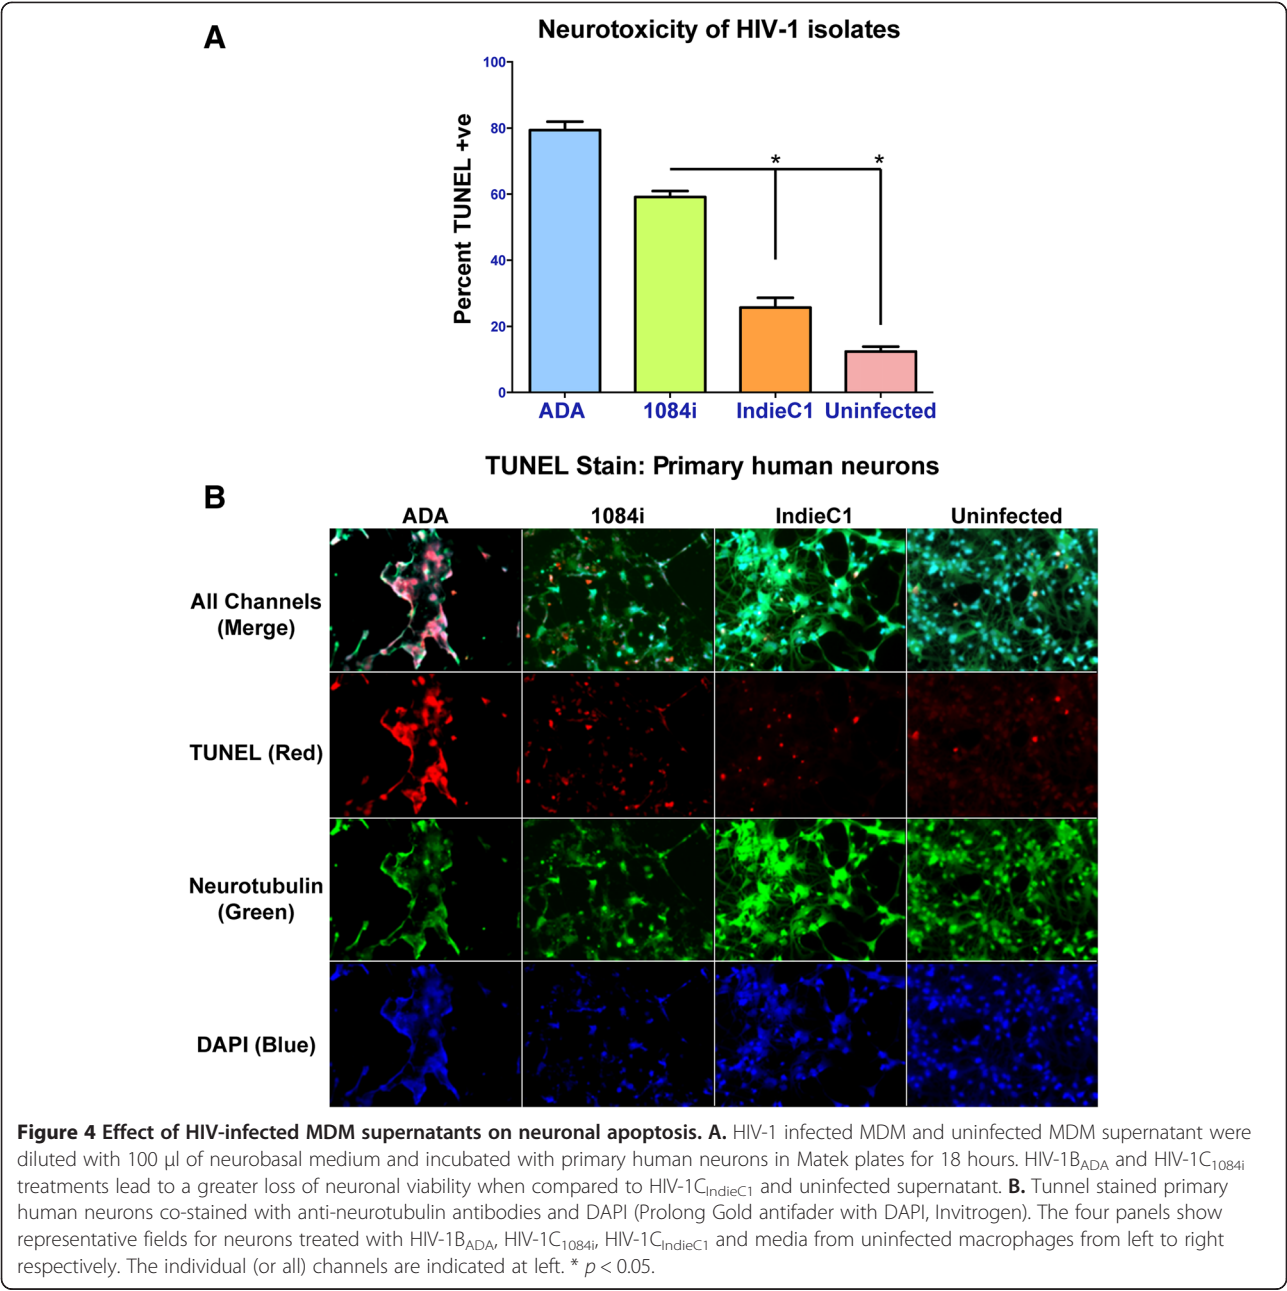 A
Neurotoxicity of HIV-1 isolates
Percent TUNEL +ve
100
80
60
40
20
0
* *
ADA 1084i IndieC1 Uninfected
TUNEL Stain: Primary human neurons
B
ADA 1084i IndieC1 Uninfected
All Channels
(Merge)
TUNEL (Red)
Neurotubulin
(Green)
DAPI (Blue)
Figure 4 Effect of HIV-infected MDM supernatants on neuronal apoptosis. A. HIV-1 infected MDM and uninfected MDM supernatant were
diluted with 100 μl of neurobasal medium and incubated with primary human neurons in Matek plates for 18 hours. HIV-1BADA and HIV-1C1084i
treatments lead to a greater loss of neuronal viability when compared to HIV-1CIndieC1 and uninfected supernatant. B. Tunnel stained primary
human neurons co-stained with anti-neurotubulin antibodies and DAPI (Prolong Gold antifader with DAPI, Invitrogen). The four panels show
representative fields for neurons treated with HIV-1BADA, HIV-1C1084i, HIV-1CIndieC1 and media from uninfected macrophages from left to right
respectively. The individual (or all) channels are indicated at left. * p < 0.05.